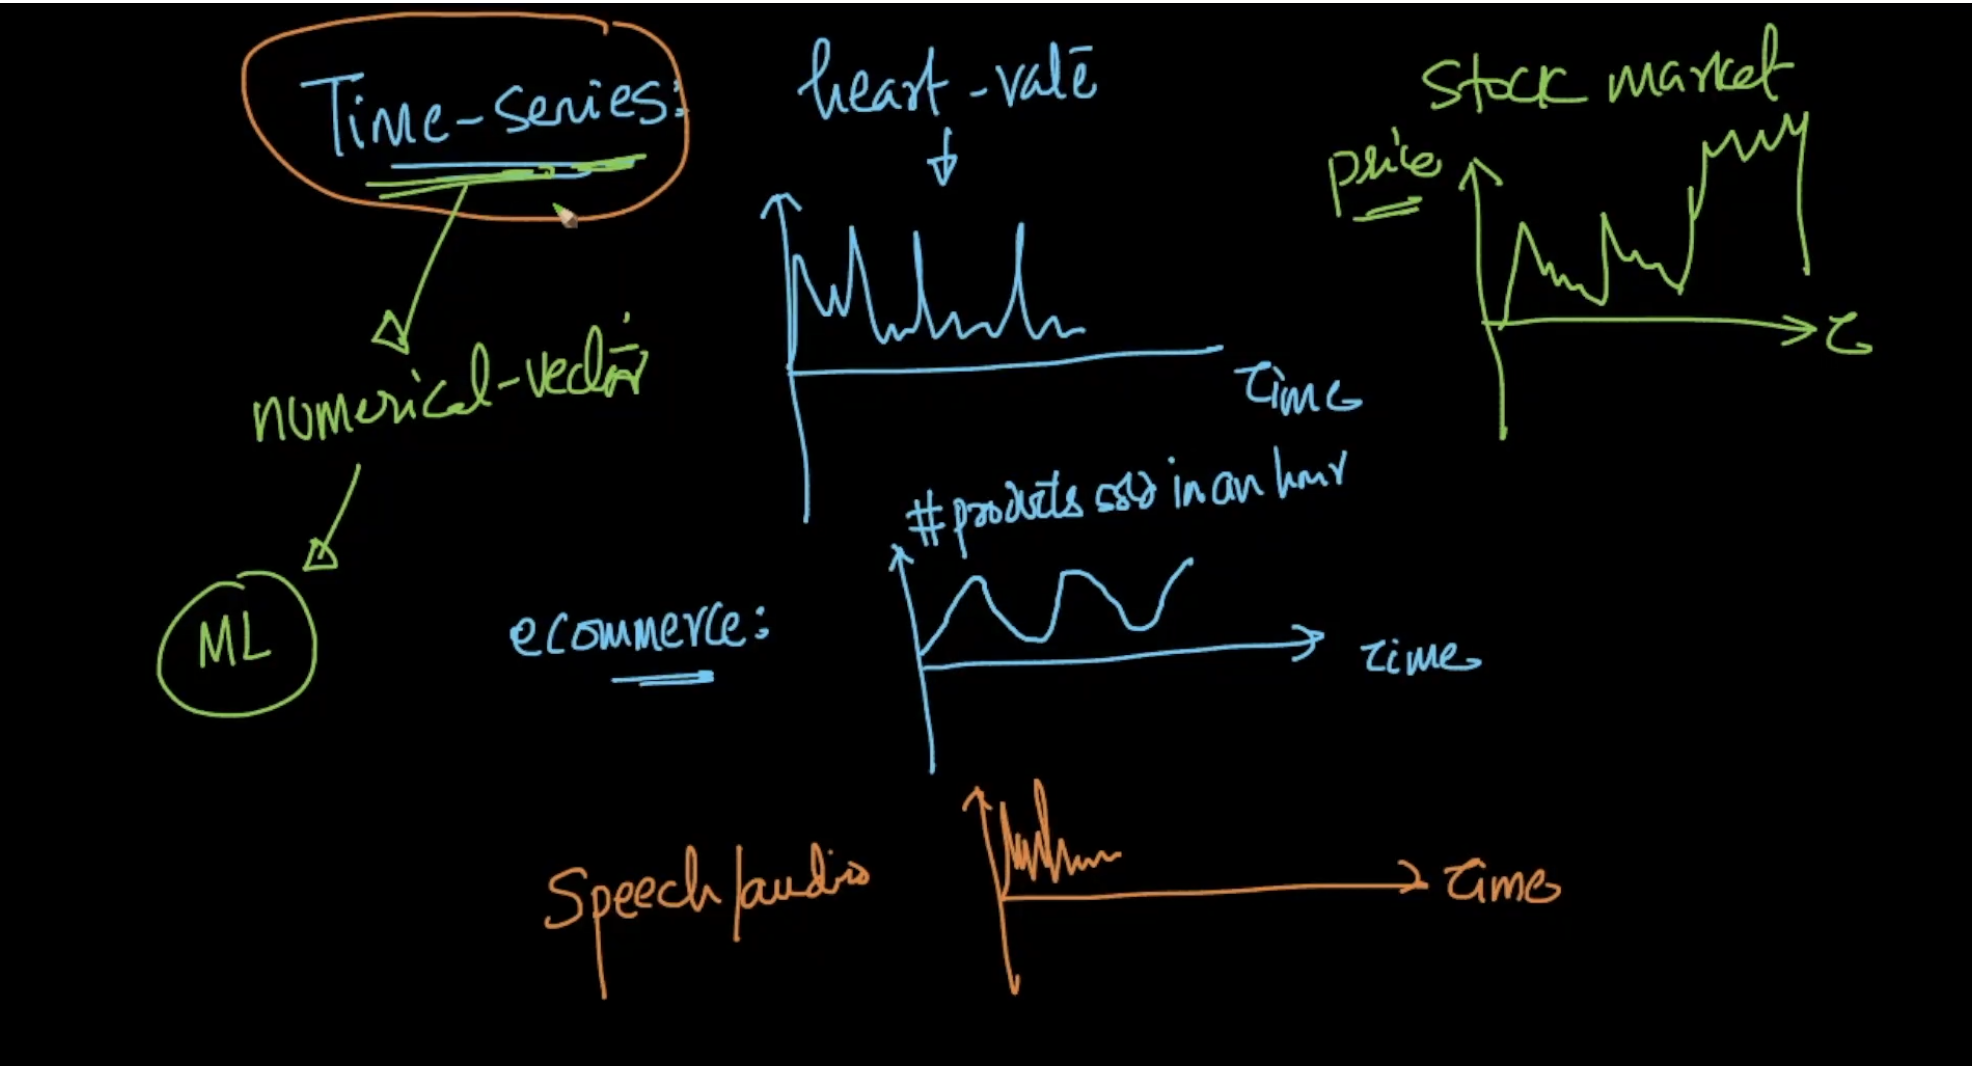 Time-series:
heart-rate
stock market
price
τ
numerical-vector
Time
# products sold in an hour
ML
ecommerce:
Time
Speech/audio
Time